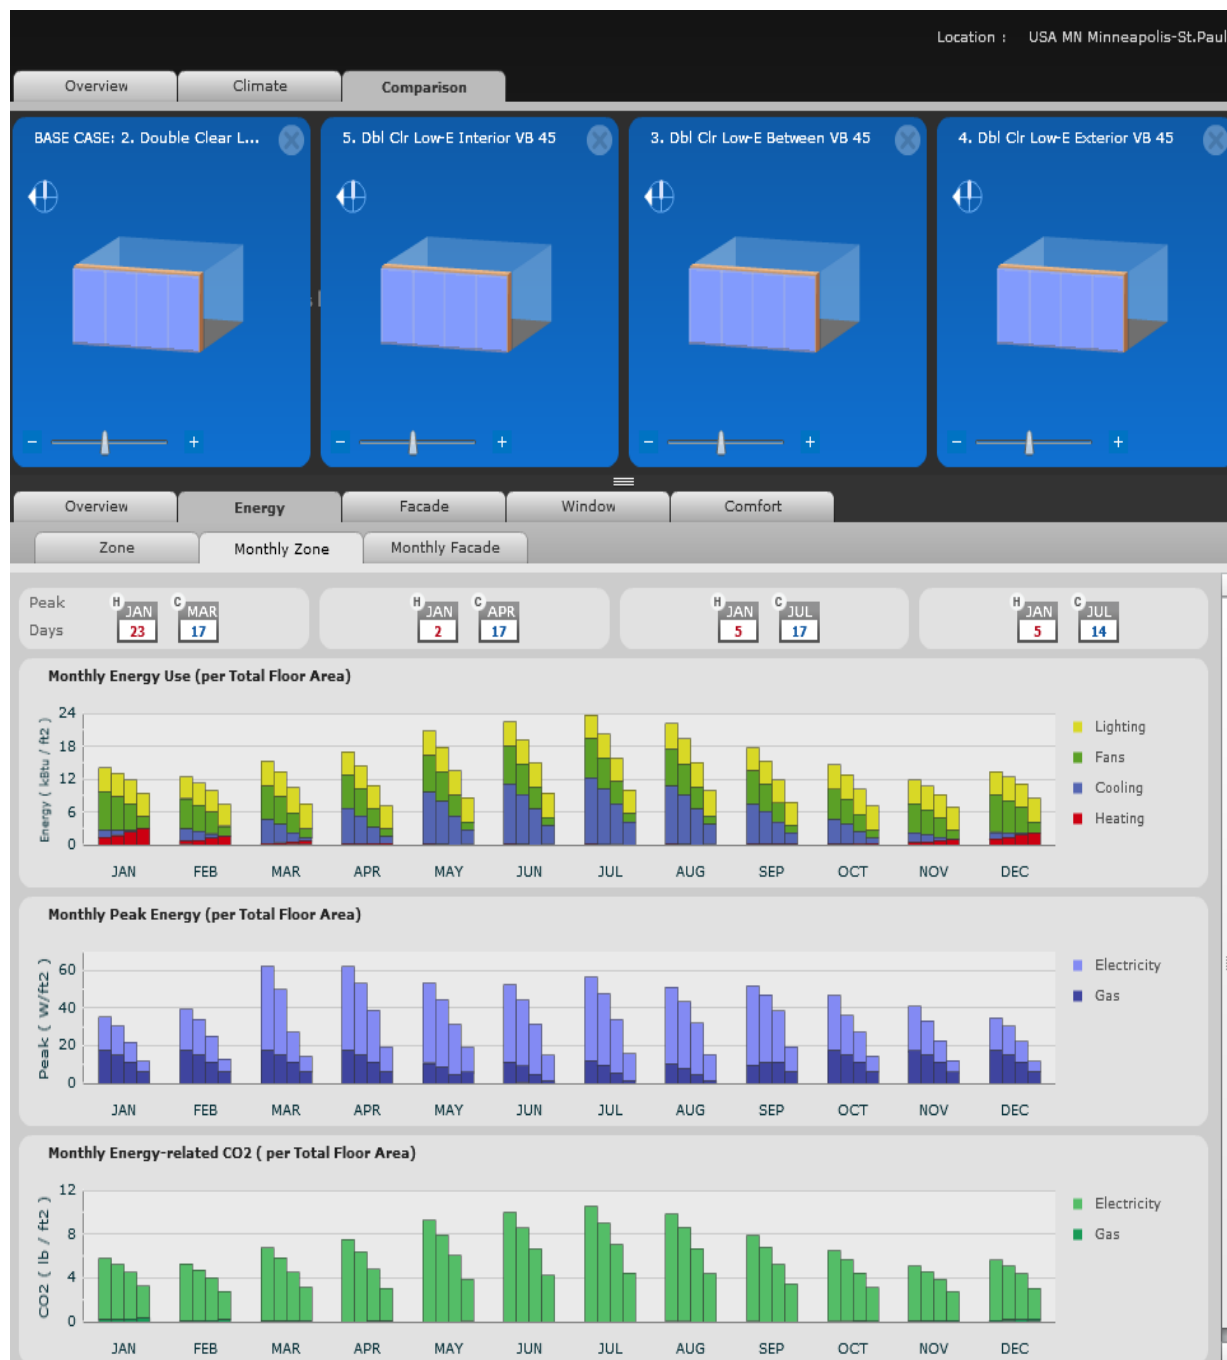 Location : USA MN Minneapolis-St.Paul
Overview Climate Comparison
BASE CASE: 2. Double Clear L... 5. Dbl Clr Low-E Interior VB 45 3. Dbl Clr Low-E Between VB 45 4. Dbl Clr Low-E Exterior VB 45
- + - + - + - +
Overview Energy Facade Window Comfort
Zone Monthly Zone Monthly Facade
Peak Days
H JAN 23 C MAR 17
H JAN 2 C APR 17
H JAN 5 C JUL 17
H JAN 5 C JUL 14
Monthly Energy Use (per Total Floor Area)
Energy ( kBtu / ft2 )
24
18
12
6
0
JAN FEB MAR APR MAY JUN JUL AUG SEP OCT NOV DEC
Lighting
Fans
Cooling
Heating
Monthly Peak Energy (per Total Floor Area)
Peak ( W/ft2 )
60
40
20
0
JAN FEB MAR APR MAY JUN JUL AUG SEP OCT NOV DEC
Electricity
Gas
Monthly Energy-related CO2 ( per Total Floor Area)
CO2 ( lb / ft2 )
12
8
4
0
JAN FEB MAR APR MAY JUN JUL AUG SEP OCT NOV DEC
Electricity
Gas